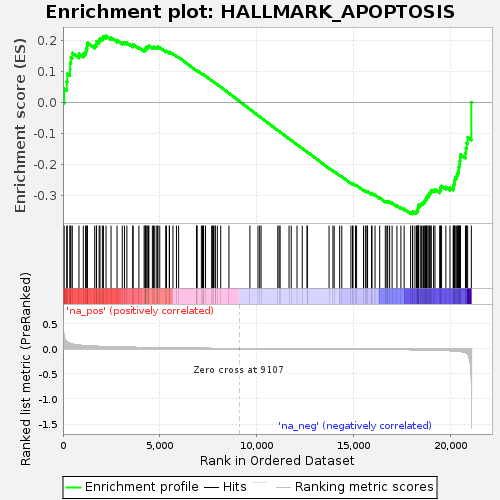 Enrichment plot: HALLMARK_APOPTOSIS
Enrichment score (ES)
0.2
0.1
0.0
-0.1
-0.2
-0.3
'na_pos' (positively correlated)
Ranked list metric (PreRanked)
0.5
0.0
-0.5
-1.0
-1.5
Zero cross at 9107
'na_neg' (negatively correlated)
0
5,000
10,000
15,000
20,000
Rank in Ordered Dataset
Enrichment profile
Hits
Ranking metric scores